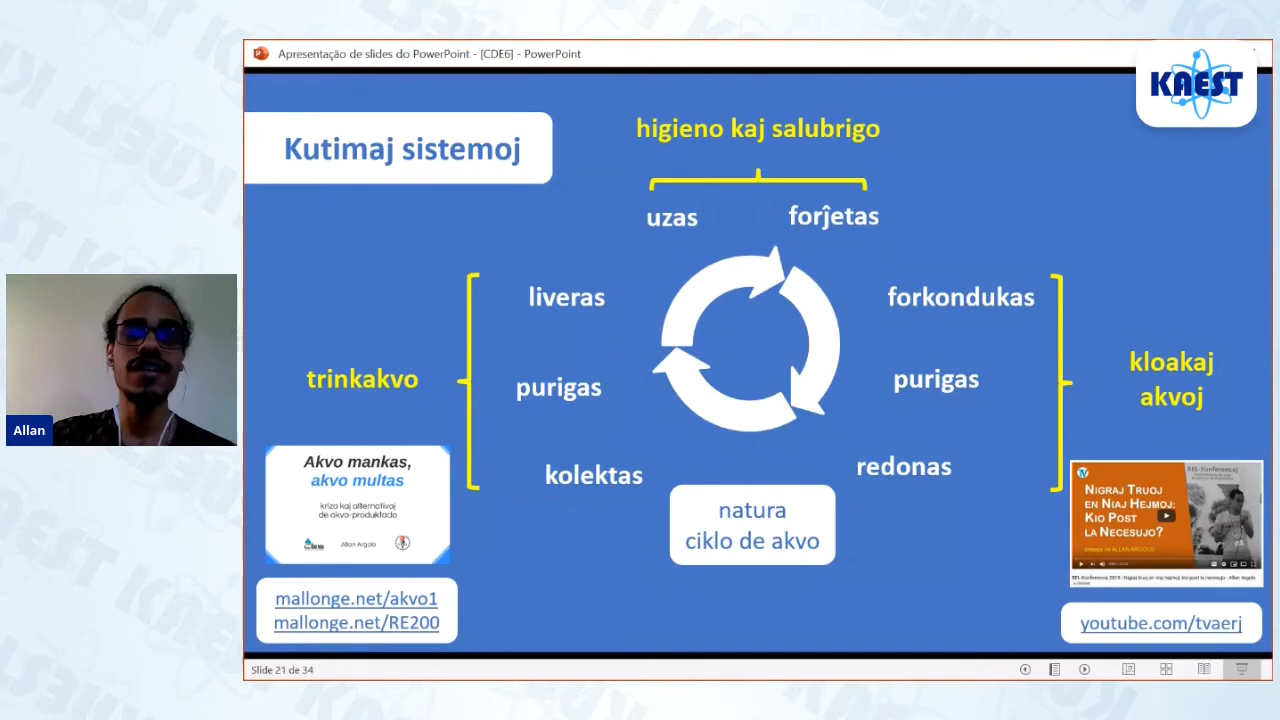 Apresentação de slides do PowerPoint - [CDE6] - PowerPoint
KAEST
Kutimaj sistemoj
higieno kaj salubrigo
uzas
forĵetas
liveras
forkondukas
trinkakvo
purigas
purigas
kloakaj
akvoj
kolektas
redonas
natura
ciklo de akvo
Akvo mankas,
akvo multas
krizo kaj alternativoj
de akvo-produktado
Allan Argolo
mallonge.net/akvo1
mallonge.net/RE200
BEL-Konferencoj
NIGRAJ TRUOJ
EN NIAJ HEJMOJ:
KIO POST
LA NECESUJO?
prelego de ALLAN ARGOLO
youtube.com/tvaerj
Allan
Slide 21 de 34